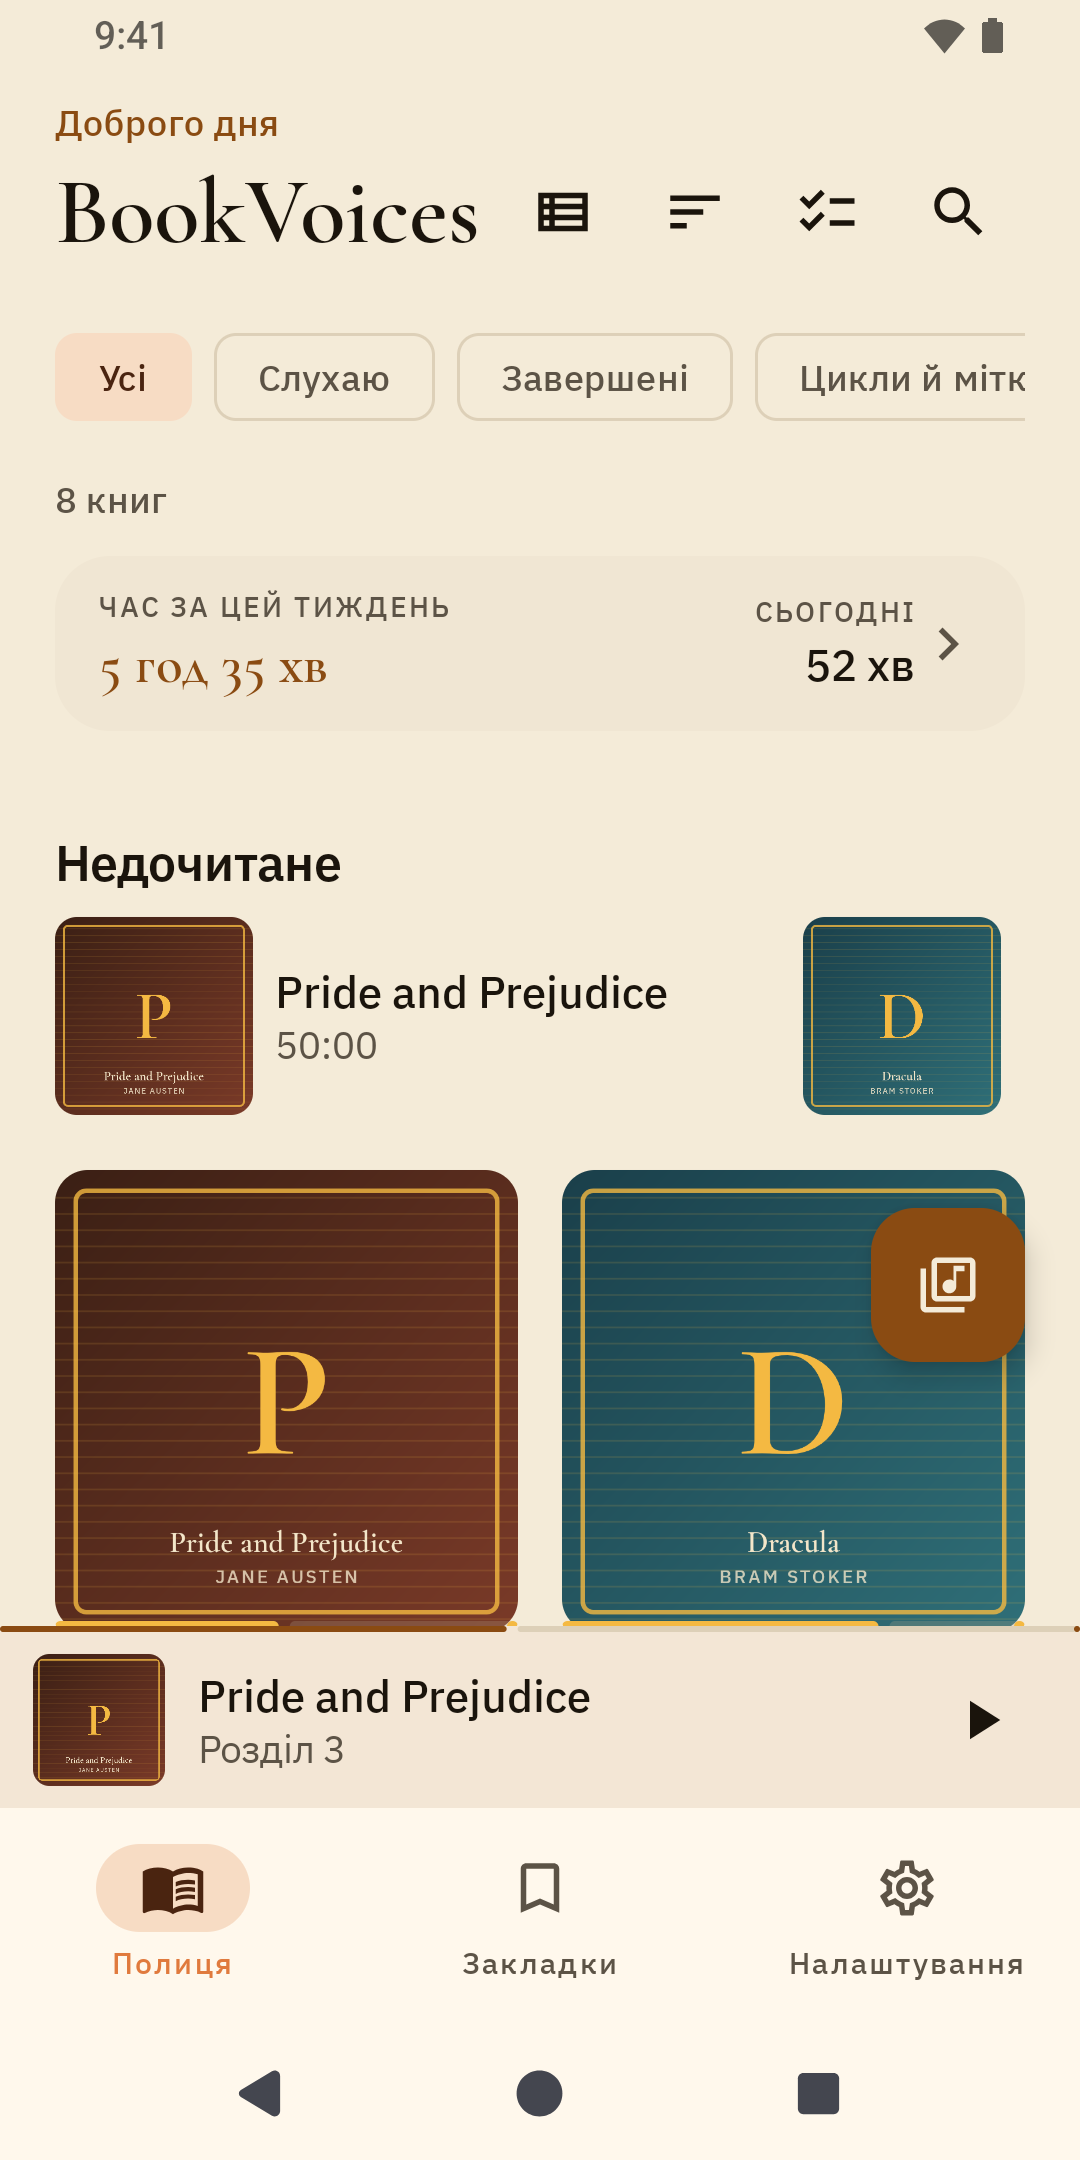 9:41
Доброго дня
BookVoices
Усі
Слухаю
Завершені
Цикли й мітк
8 книг
ЧАС ЗА ЦЕЙ ТИЖДЕНЬ
5 год 35 хв
СЬОГОДНІ
52 хв
Недочитане
P
Pride and Prejudice
JANE AUSTEN
Pride and Prejudice
50:00
D
Dracula
BRAM STOKER
P
Pride and Prejudice
JANE AUSTEN
D
Dracula
BRAM STOKER
P
Pride and Prejudice
JANE AUSTEN
Pride and Prejudice
Розділ 3
Полиця
Закладки
Налаштування